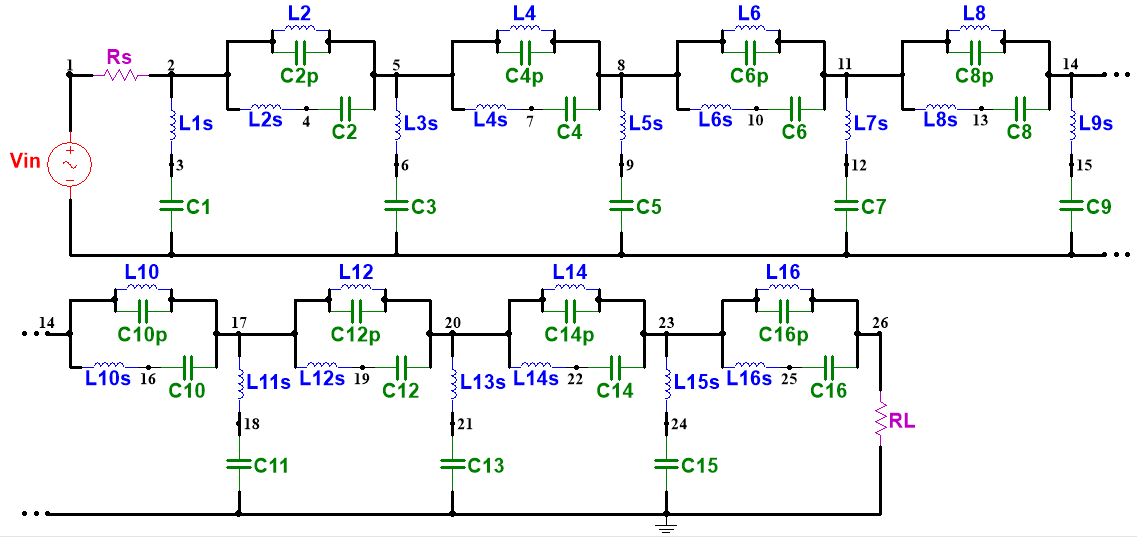 L2 L4 L6 L8
1 Rs 2 5 8 11 14
C2p C4p C6p C8p
L2s 4 C2 L4s 7 C4 L6s 10 C6 L8s 13 C8
L1s L3s L5s L7s L9s
Vin + 3 6 9 12 15
C1 C3 C5 C7 C9
L10 L12 L14 L16
14 17 20 23 26
C10p C12p C14p C16p
L10s 16 C10 L12s 19 C12 L14s 22 C14 L16s 25 C16
L11s L13s L15s
18 21 24 RL
C11 C13 C15